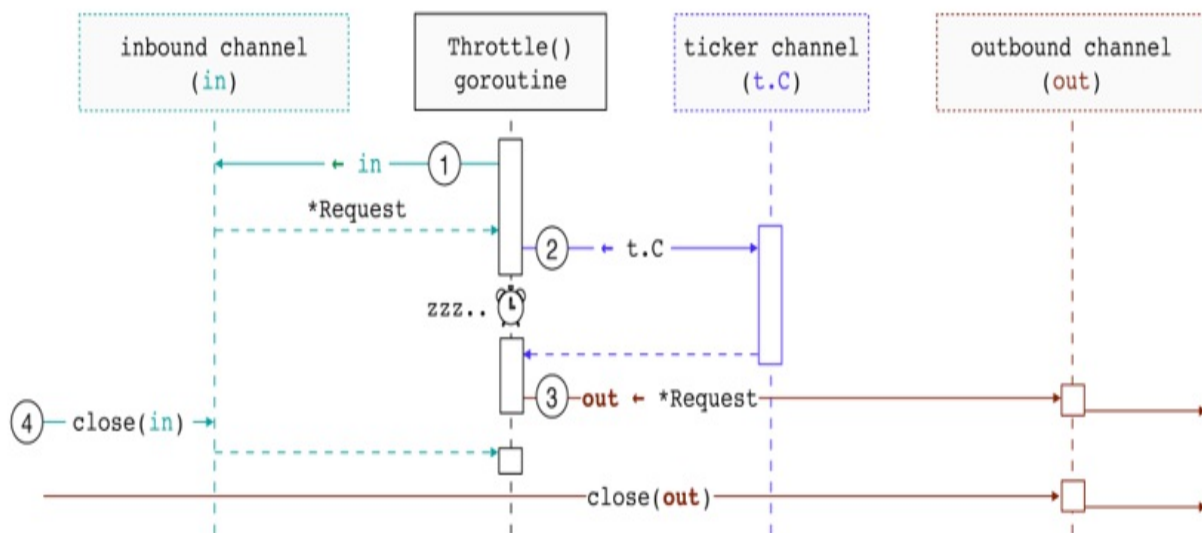 inbound channel
(in)
Throttle()
goroutine
ticker channel
(t.C)
outbound channel
(out)
← in
1
*Request
2
← t.C
zzz..
3
out ← *Request
4
close(in)
close(out)